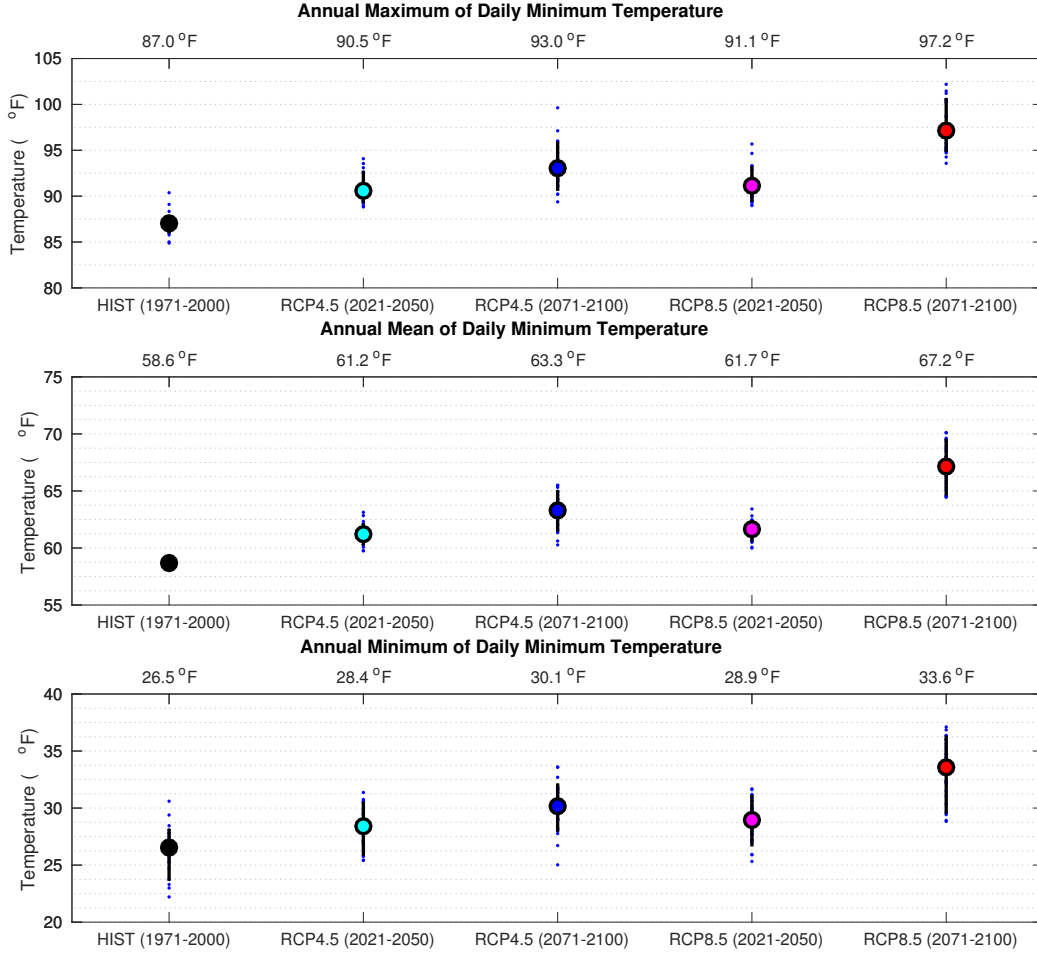 Annual Maximum of Daily Minimum Temperature
87.0 °F 90.5 °F 93.0 °F 91.1 °F 97.2 °F
Temperature ( °F)
105
100
95
90
85
80
HIST (1971-2000) RCP4.5 (2021-2050) RCP4.5 (2071-2100) RCP8.5 (2021-2050) RCP8.5 (2071-2100)
Annual Mean of Daily Minimum Temperature
58.6 °F 61.2 °F 63.3 °F 61.7 °F 67.2 °F
Temperature ( °F)
75
70
65
60
55
HIST (1971-2000) RCP4.5 (2021-2050) RCP4.5 (2071-2100) RCP8.5 (2021-2050) RCP8.5 (2071-2100)
Annual Minimum of Daily Minimum Temperature
26.5 °F 28.4 °F 30.1 °F 28.9 °F 33.6 °F
Temperature ( °F)
40
35
30
25
20
HIST (1971-2000) RCP4.5 (2021-2050) RCP4.5 (2071-2100) RCP8.5 (2021-2050) RCP8.5 (2071-2100)